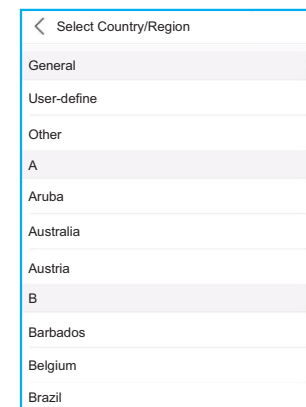 Select Country/Region
General
User-define
Other
A
Aruba
Australia
Austria
B
Barbados
Belgium
Brazil